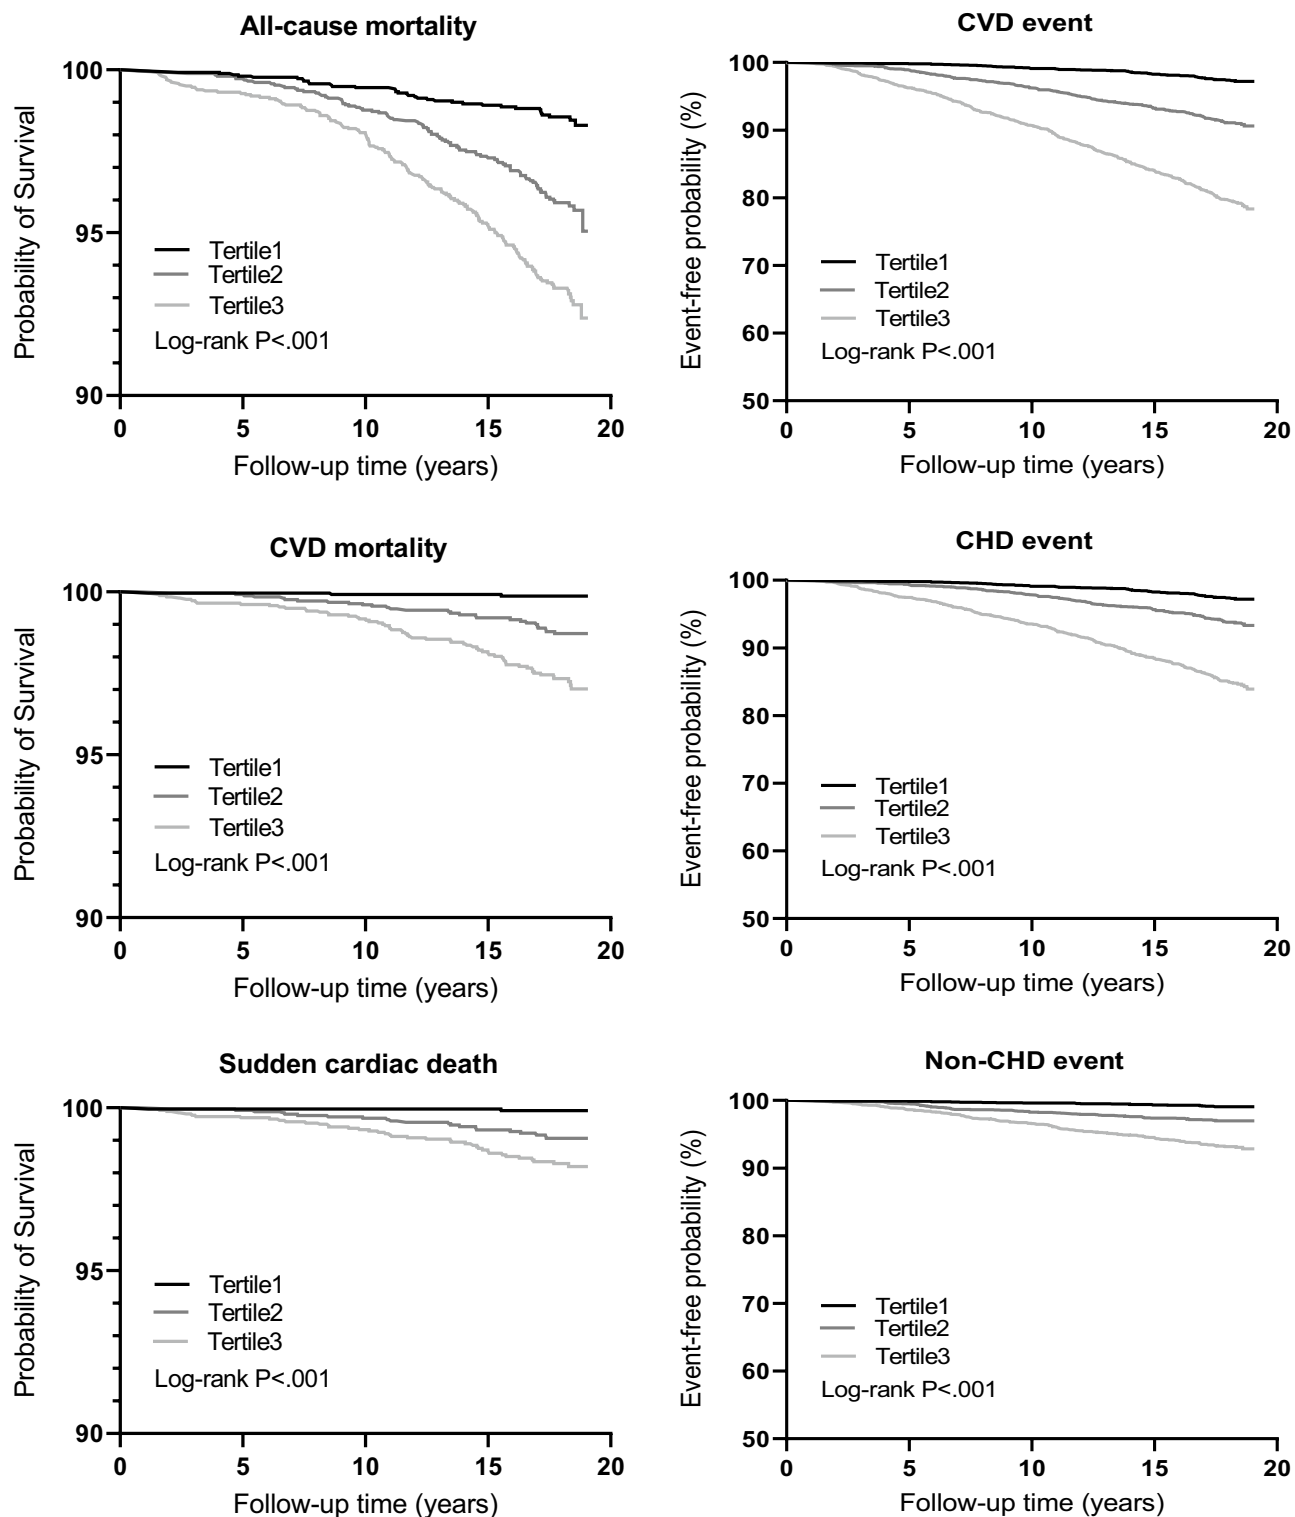 All-cause mortality
Probability of Survival
100
95
90
Tertile1
Tertile2
Tertile3
Log-rank P<.001
0 5 10 15 20
Follow-up time (years)
CVD event
Event-free probability (%)
100
90
80
70
60
50
Tertile1
Tertile2
Tertile3
Log-rank P<.001
0 5 10 15 20
Follow-up time (years)
CVD mortality
Probability of Survival
100
95
90
Tertile1
Tertile2
Tertile3
Log-rank P<.001
0 5 10 15 20
Follow-up time (years)
CHD event
Event-free probability (%)
100
90
80
70
60
50
Tertile1
Tertile2
Tertile3
Log-rank P<.001
0 5 10 15 20
Follow-up time (years)
Sudden cardiac death
Probability of Survival
100
95
90
Tertile1
Tertile2
Tertile3
Log-rank P<.001
0 5 10 15 20
Follow-up time (years)
Non-CHD event
Event-free probability (%)
100
90
80
70
60
50
Tertile1
Tertile2
Tertile3
Log-rank P<.001
0 5 10 15 20
Follow-up time (years)